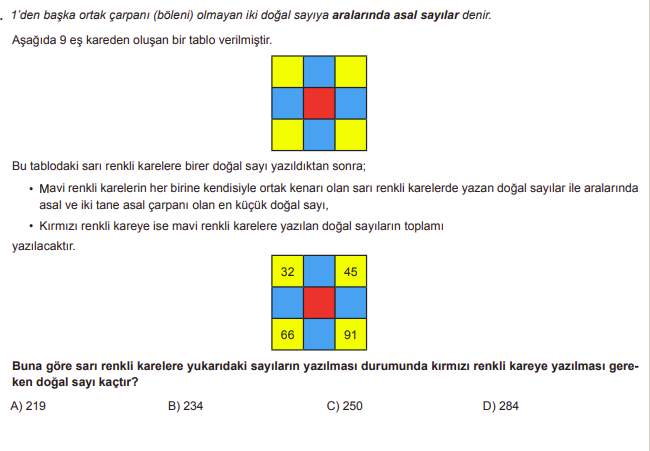 . 1’den başka ortak çarpanı (böleni) olmayan iki doğal sayıya aralarında asal sayılar denir.
Aşağıda 9 eş kareden oluşan bir tablo verilmiştir.
Bu tablodaki sarı renkli karelere birer doğal sayı yazıldıktan sonra;
• Mavi renkli karelerin her birine kendisiyle ortak kenarı olan sarı renkli karelerde yazan doğal sayılar ile aralarında
asal ve iki tane asal çarpanı olan en küçük doğal sayı,
• Kırmızı renkli kareye ise mavi renkli karelere yazılan doğal sayıların toplamı
yazılacaktır.
32 45
66 91
Buna göre sarı renkli karelere yukarıdaki sayıların yazılması durumunda kırmızı renkli kareye yazılması gere-
ken doğal sayı kaçtır?
A) 219 B) 234 C) 250 D) 284